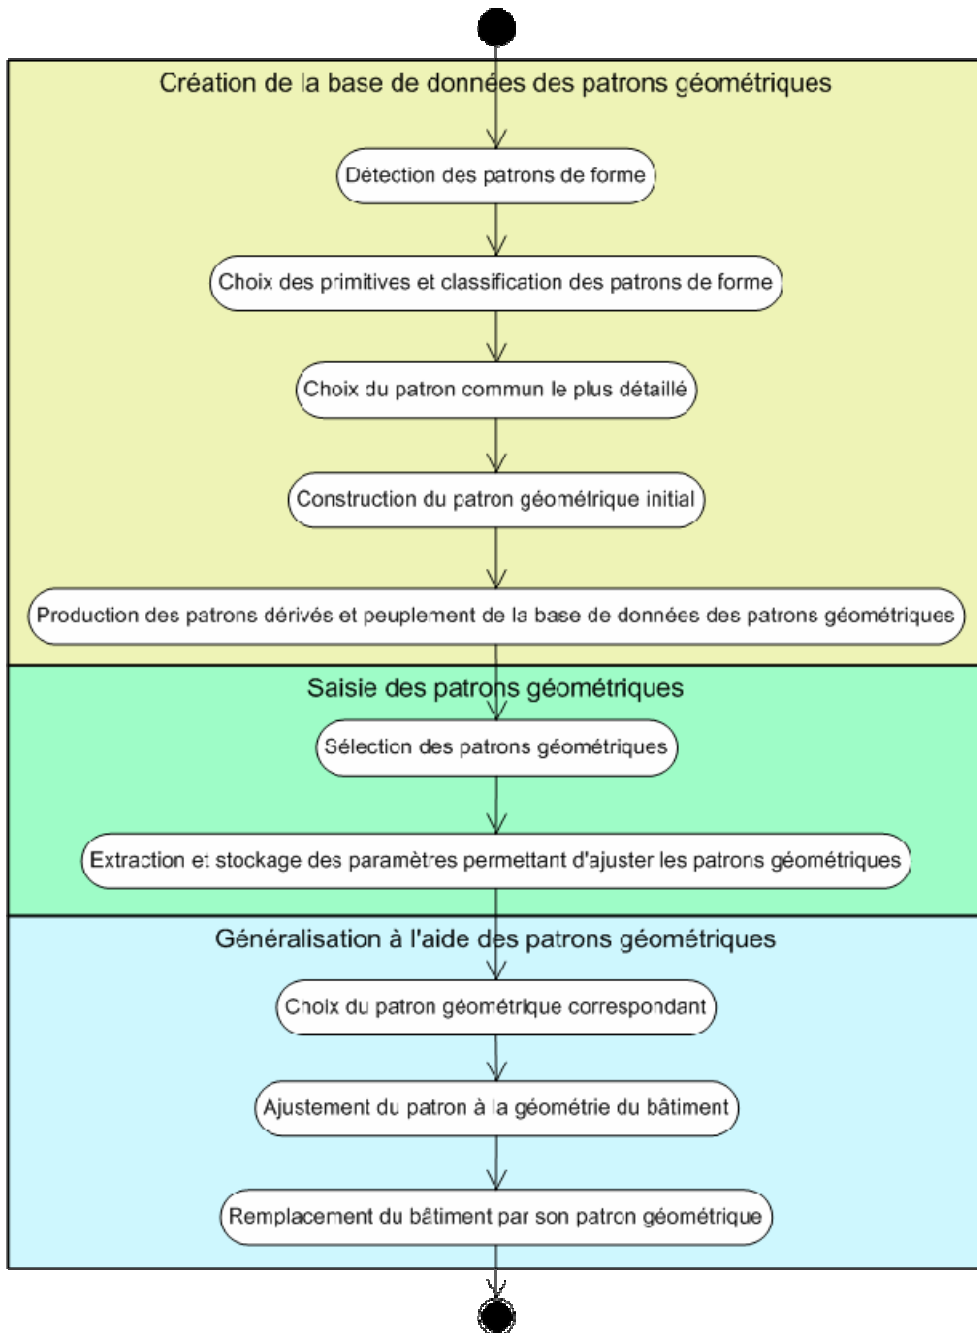 Création de la base de données des patrons géométriques
Détection des patrons de forme
Choix des primitives et classification des patrons de forme
Choix du patron commun le plus détaillé
Construction du patron géométrique initial
Production des patrons dérivés et peuplement de la base de données des patrons géométriques
Saisie des patrons géométriques
Sélection des patrons géométriques
Extraction et stockage des paramètres permettant d'ajuster les patrons géométriques
Généralisation à l'aide des patrons géométriques
Choix du patron géométrique correspondant
Ajustement du patron à la géométrie du bâtiment
Remplacement du bâtiment par son patron géométrique